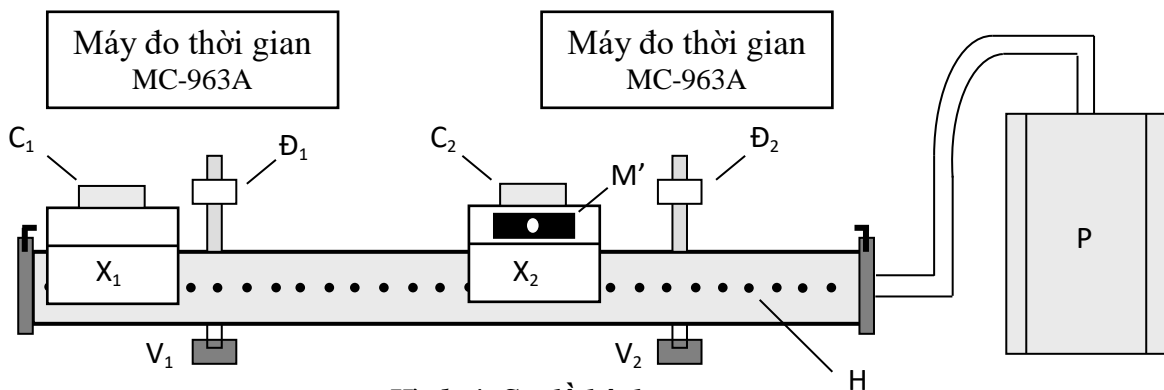 Máy đo thời gian
MC-963A
Máy đo thời gian
MC-963A
C₁
Đ₁
C₂
Đ₂
M’
P
X₁
X₂
V₁
V₂
H